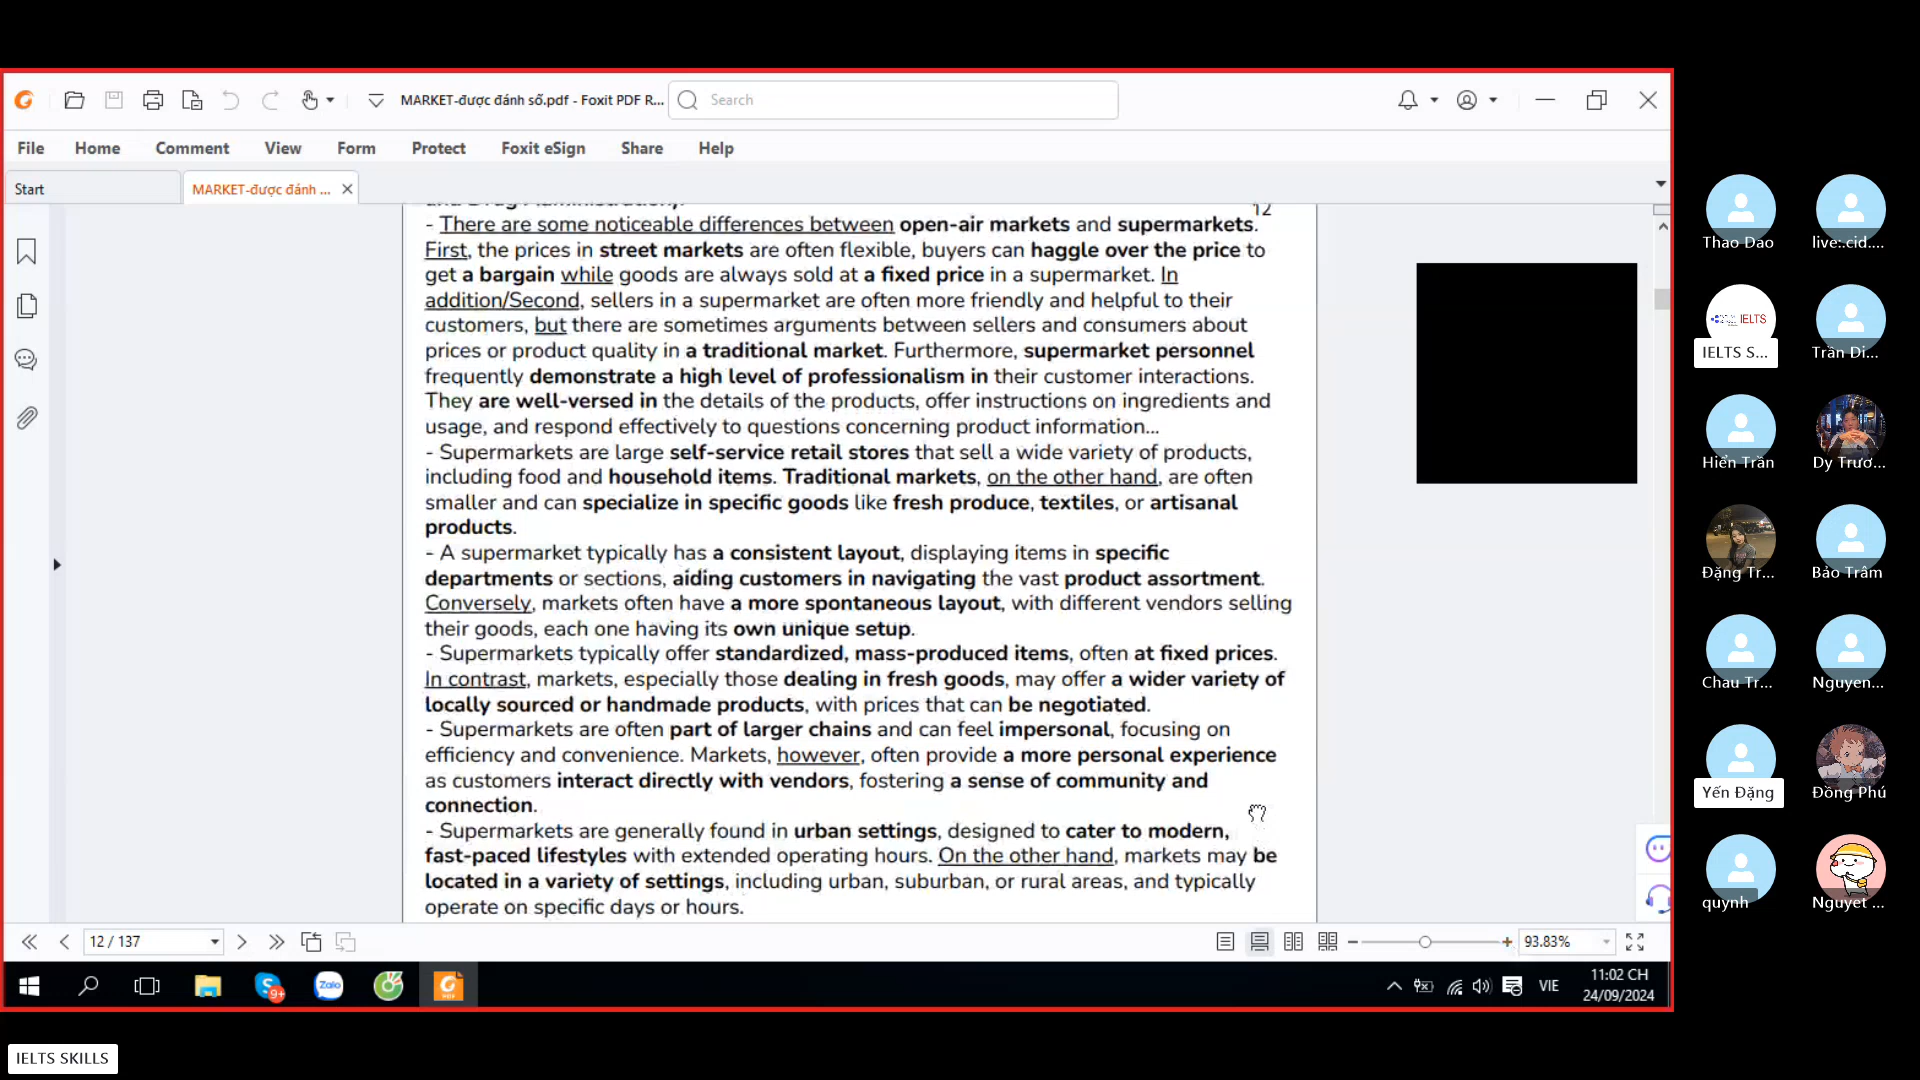 MARKET-được đánh số.pdf - Foxit PDF R...
Search
File Home Comment View Form Protect Foxit eSign Share Help
Start
MARKET-được đánh ...
12
- There are some noticeable differences between open-air markets and supermarkets.
First, the prices in street markets are often flexible, buyers can haggle over the price to
get a bargain while goods are always sold at a fixed price in a supermarket. In
addition/Second, sellers in a supermarket are often more friendly and helpful to their
customers, but there are sometimes arguments between sellers and consumers about
prices or product quality in a traditional market. Furthermore, supermarket personnel
frequently demonstrate a high level of professionalism in their customer interactions.
They are well-versed in the details of the products, offer instructions on ingredients and
usage, and respond effectively to questions concerning product information...
- Supermarkets are large self-service retail stores that sell a wide variety of products,
including food and household items. Traditional markets, on the other hand, are often
smaller and can specialize in specific goods like fresh produce, textiles, or artisanal
products.
- A supermarket typically has a consistent layout, displaying items in specific
departments or sections, aiding customers in navigating the vast product assortment.
Conversely, markets often have a more spontaneous layout, with different vendors selling
their goods, each one having its own unique setup.
- Supermarkets typically offer standardized, mass-produced items, often at fixed prices.
In contrast, markets, especially those dealing in fresh goods, may offer a wider variety of
locally sourced or handmade products, with prices that can be negotiated.
- Supermarkets are often part of larger chains and can feel impersonal, focusing on
efficiency and convenience. Markets, however, often provide a more personal experience
as customers interact directly with vendors, fostering a sense of community and
connection.
- Supermarkets are generally found in urban settings, designed to cater to modern,
fast-paced lifestyles with extended operating hours. On the other hand, markets may be
located in a variety of settings, including urban, suburban, or rural areas, and typically
operate on specific days or hours.
12 / 137
93.83%
9+
Zalo
PDF
VIE
11:02 CH
24/09/2024
Thao Dao
live:.cid....
IELTS
IELTS S...
Trần Di...
Hiển Trần
Dy Trươ...
Đặng Tr...
Bảo Trâm
Chau Tr...
Nguyen...
Yến Đặng
Đồng Phú
quynh
Nguyet ...
IELTS SKILLS